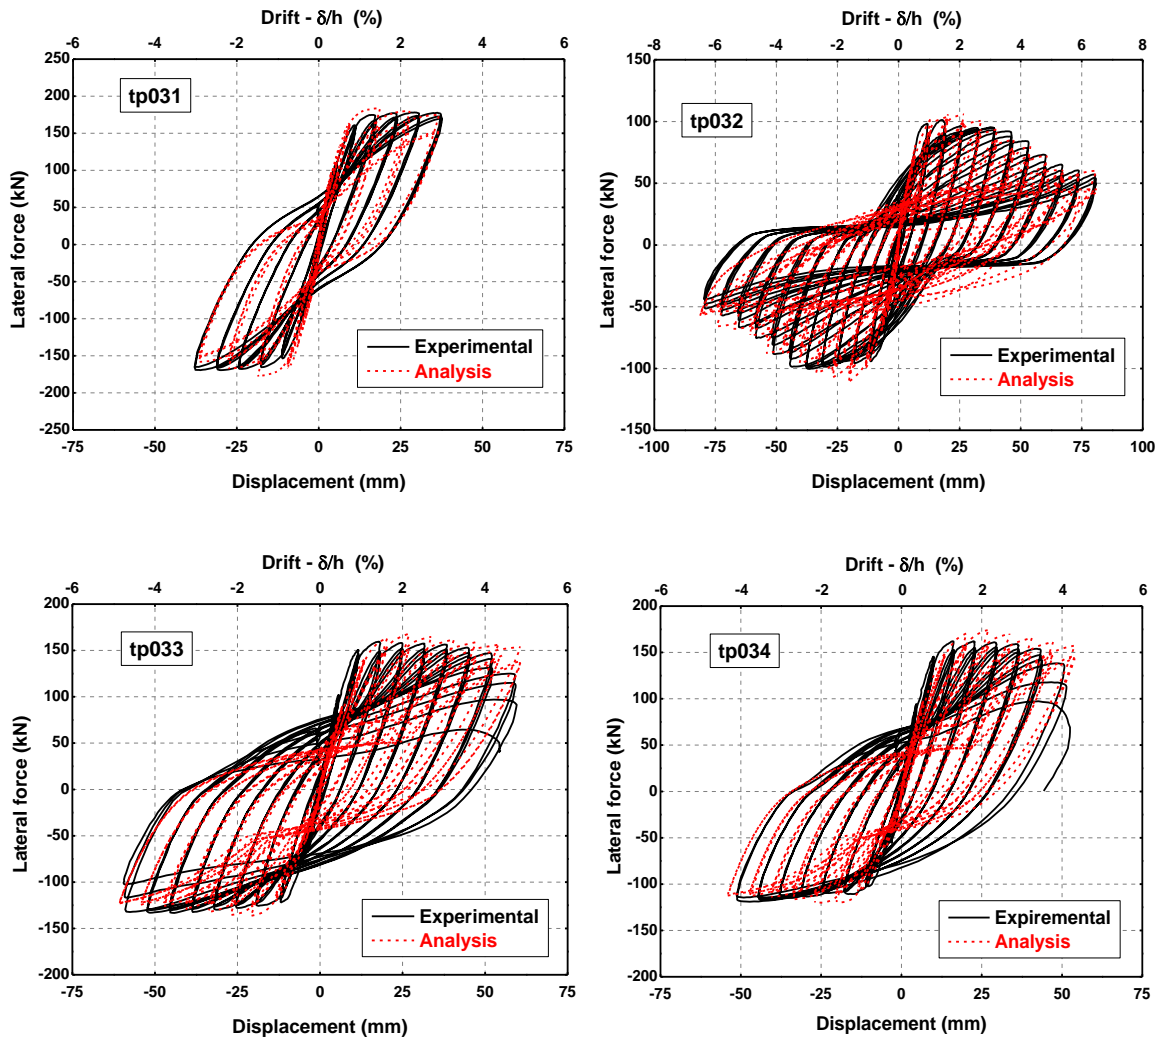 Drift - δ/h (%)
-6 -4 -2 0 2 4 6
250
200
150
100
50
0
-50
-100
-150
-200
-250
Lateral force (kN)
tp031
Experimental
Analysis
-75 -50 -25 0 25 50 75
Displacement (mm)
Drift - δ/h (%)
-8 -6 -4 -2 0 2 4 6 8
150
100
50
0
-50
-100
-150
Lateral force (kN)
tp032
Experimental
Analysis
-100 -75 -50 -25 0 25 50 75 100
Displacement (mm)
Drift - δ/h (%)
-6 -4 -2 0 2 4 6
200
150
100
50
0
-50
-100
-150
-200
Lateral force (kN)
tp033
Experimental
Analysis
-75 -50 -25 0 25 50 75
Displacement (mm)
Drift - δ/h (%)
-6 -4 -2 0 2 4 6
200
150
100
50
0
-50
-100
-150
-200
Lateral force (kN)
tp034
Expiremental
Analysis
-75 -50 -25 0 25 50 75
Displacement (mm)